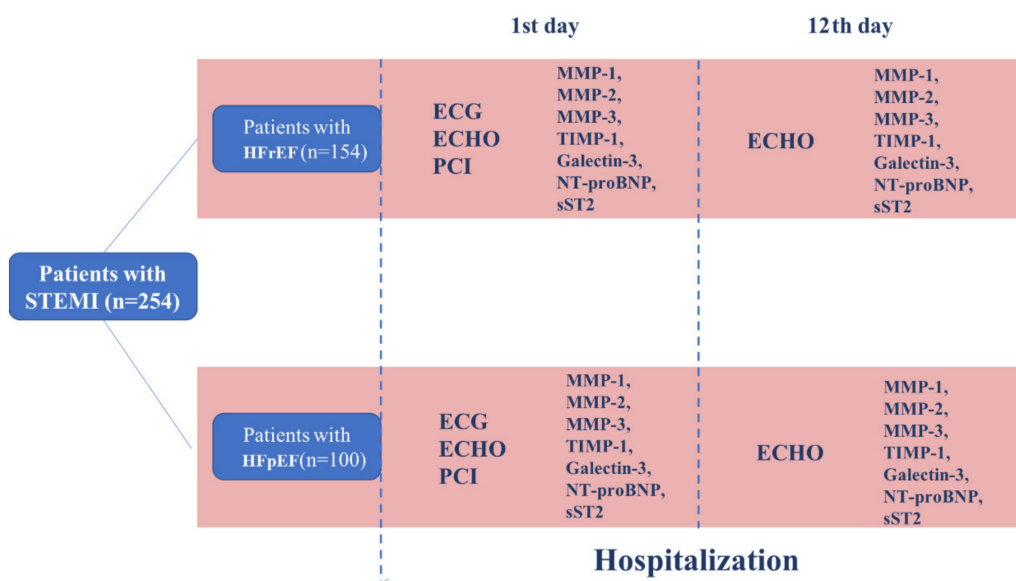 1st day
12th day
Patients with
HFrEF (n=154)
ECG
ECHO
PCI
MMP-1,
MMP-2,
MMP-3,
TIMP-1,
Galectin-3,
NT-proBNP,
sST2
ECHO
MMP-1,
MMP-2,
MMP-3,
TIMP-1,
Galectin-3,
NT-proBNP,
sST2
Patients with
STEMI (n=254)
Patients with
HFpEF(n=100)
ECG
ECHO
PCI
MMP-1,
MMP-2,
MMP-3,
TIMP-1,
Galectin-3,
NT-proBNP,
sST2
ECHO
MMP-1,
MMP-2,
MMP-3,
TIMP-1,
Galectin-3,
NT-proBNP,
sST2
Hospitalization